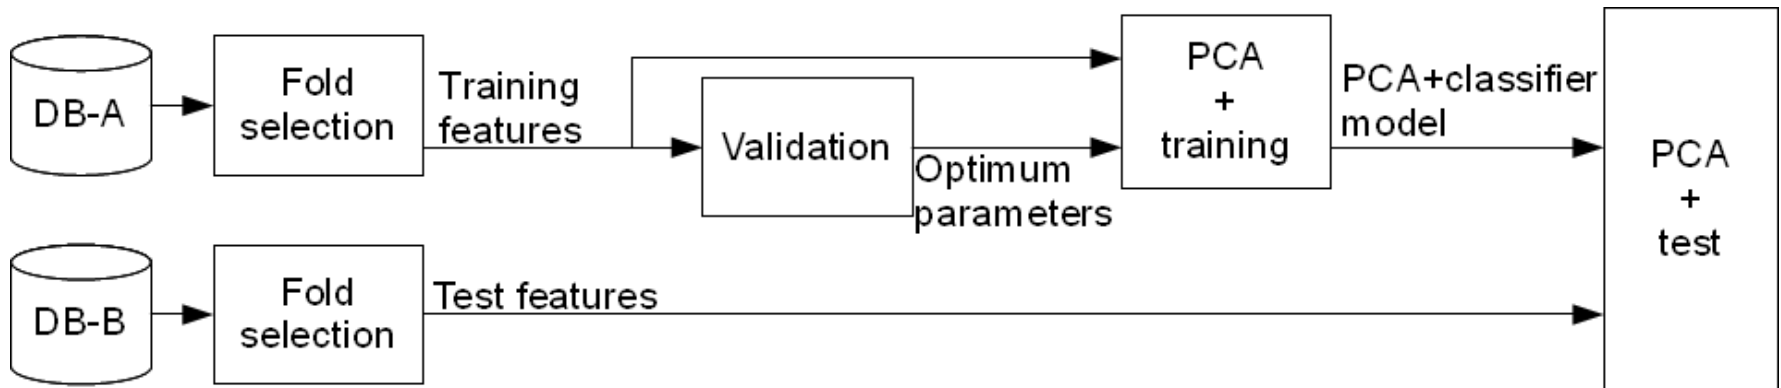 DB-A
Fold
selection
Training
features
Validation
Optimum
parameters
PCA
+
training
PCA+classifier
model
PCA
+
test
DB-B
Fold
selection
Test features